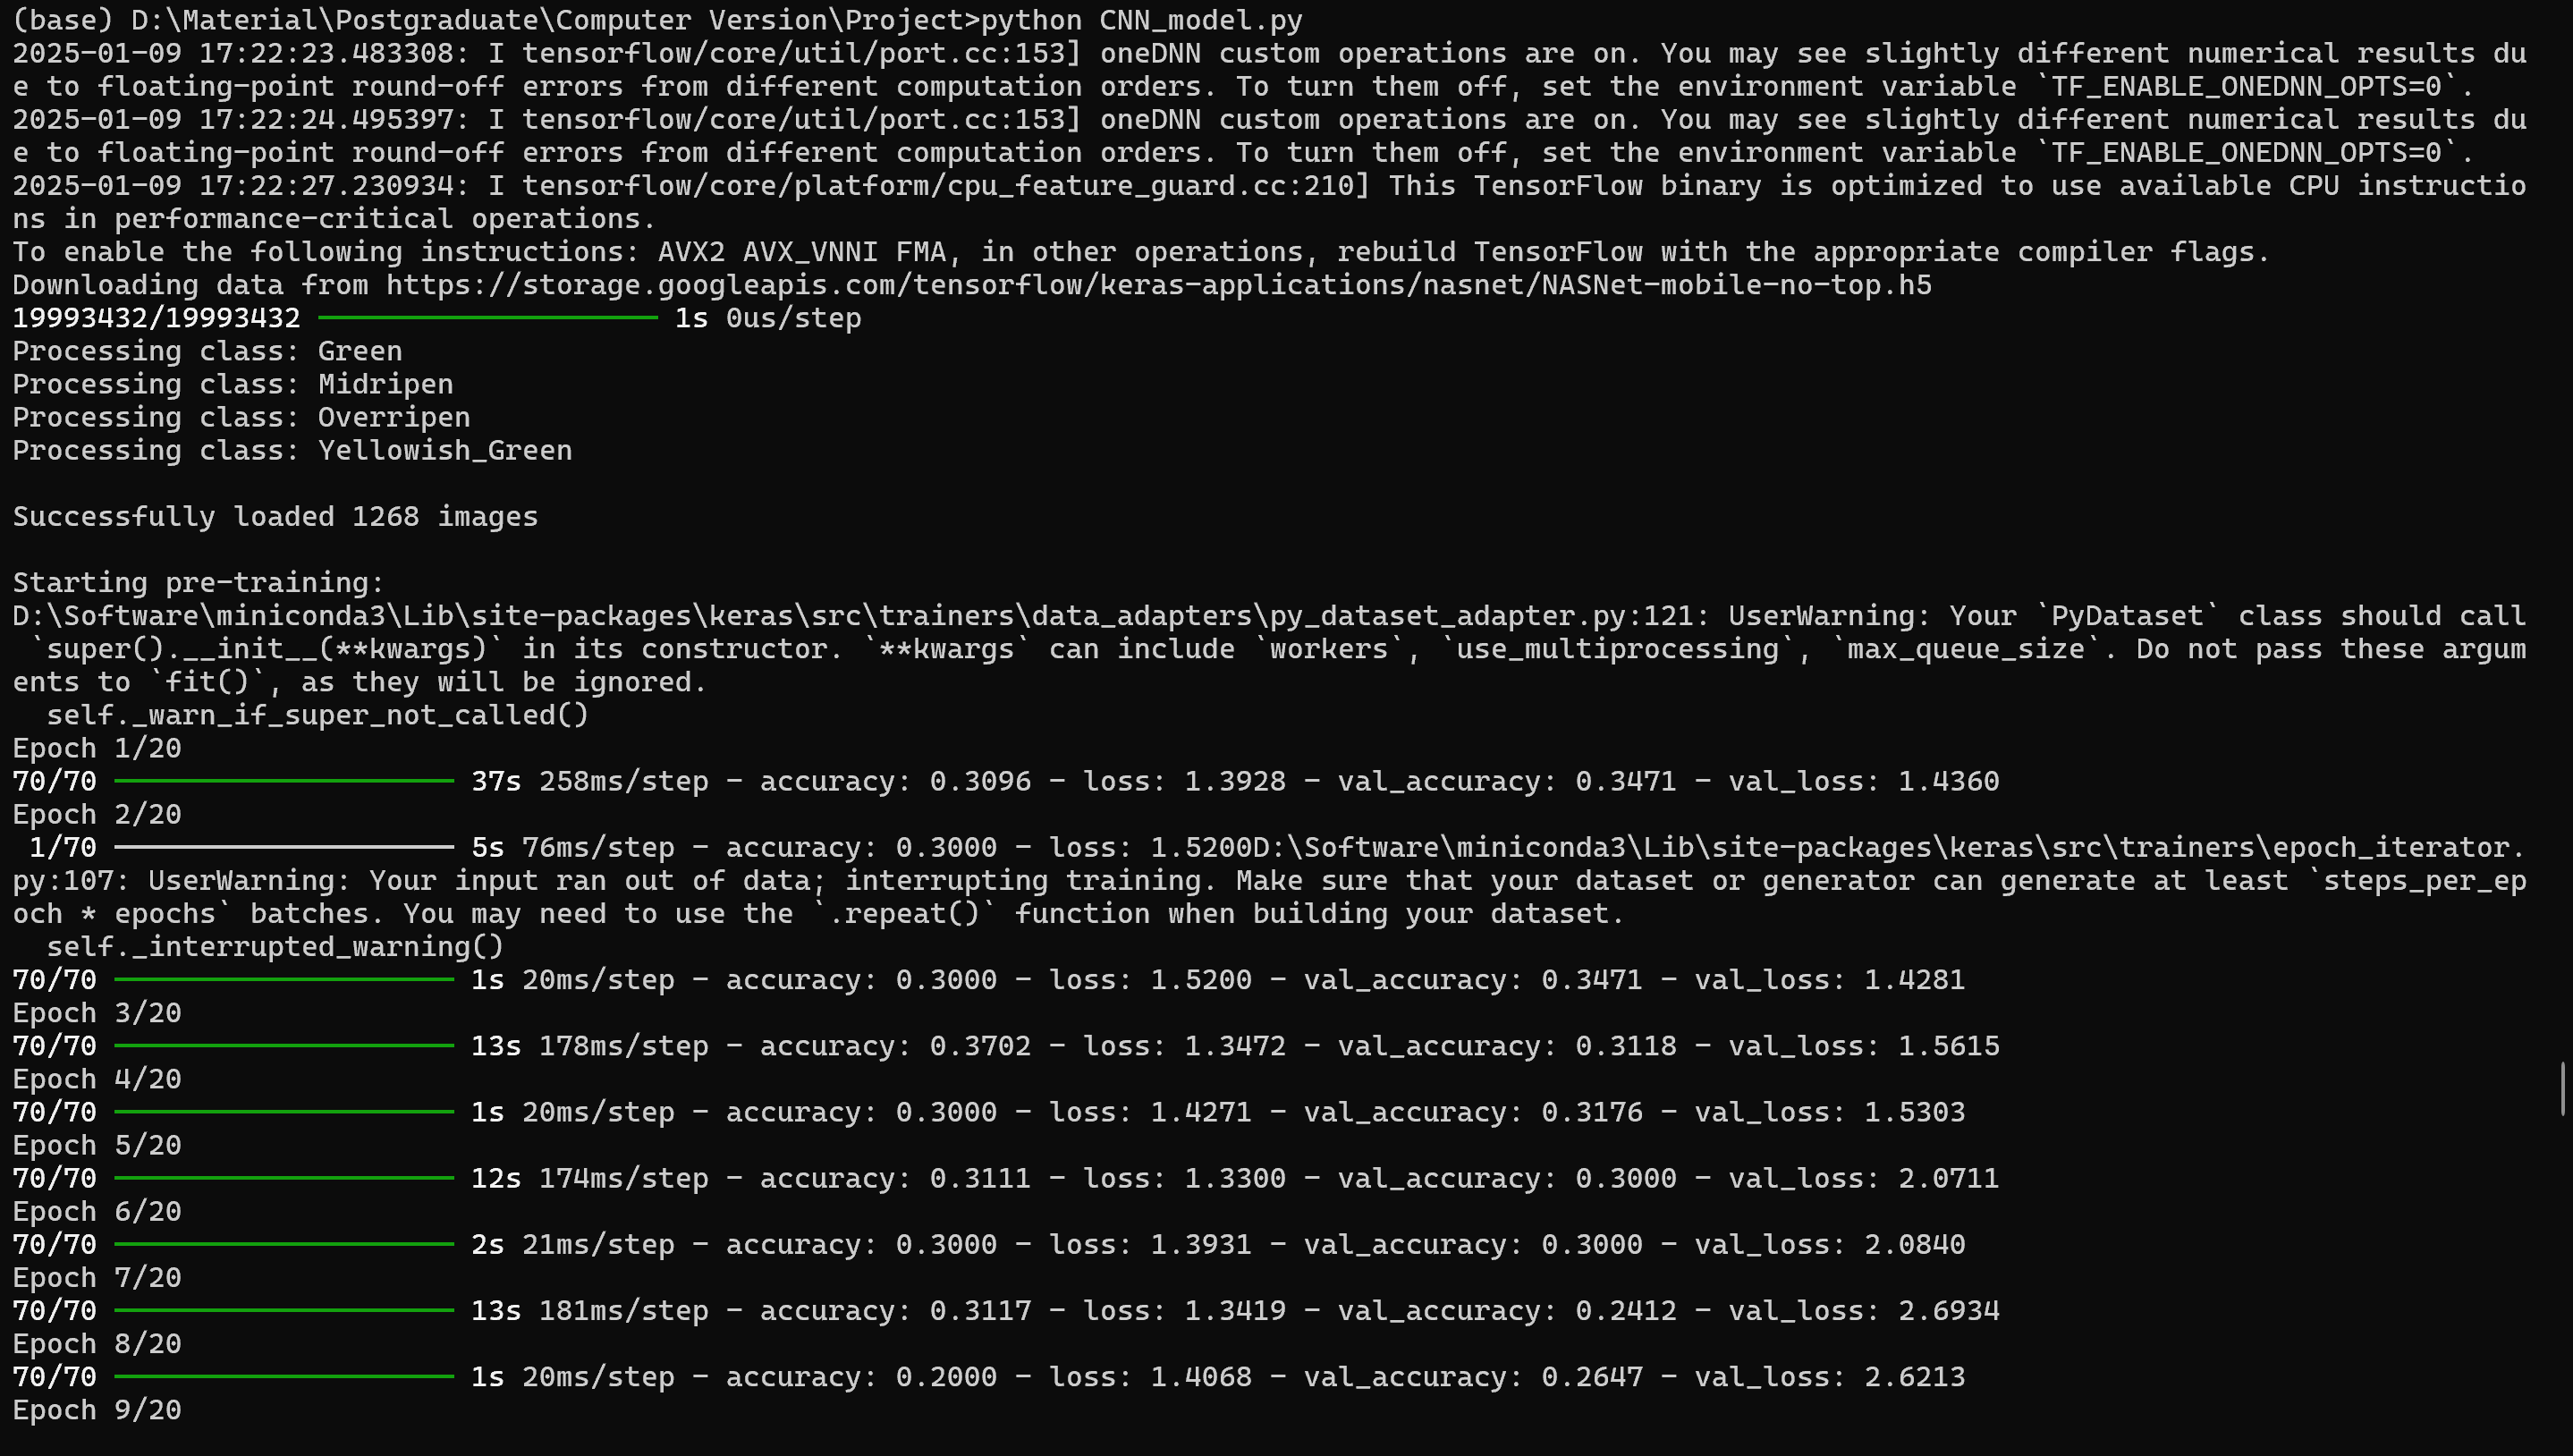 (base) D:\Material\Postgraduate\Computer Version\Project>python CNN_model.py
2025-01-09 17:22:23.483308: I tensorflow/core/util/port.cc:153] oneDNN custom operations are on. You may see slightly different numerical results du
e to floating-point round-off errors from different computation orders. To turn them off, set the environment variable `TF_ENABLE_ONEDNN_OPTS=0`.
2025-01-09 17:22:24.495397: I tensorflow/core/util/port.cc:153] oneDNN custom operations are on. You may see slightly different numerical results du
e to floating-point round-off errors from different computation orders. To turn them off, set the environment variable `TF_ENABLE_ONEDNN_OPTS=0`.
2025-01-09 17:22:27.230934: I tensorflow/core/platform/cpu_feature_guard.cc:210] This TensorFlow binary is optimized to use available CPU instructio
ns in performance-critical operations.
To enable the following instructions: AVX2 AVX_VNNI FMA, in other operations, rebuild TensorFlow with the appropriate compiler flags.
Downloading data from https://storage.googleapis.com/tensorflow/keras-applications/nasnet/NASNet-mobile-no-top.h5
19993432/19993432 ━━━━━━━━━━━━━━━━━━━━ 1s 0us/step
Processing class: Green
Processing class: Midripen
Processing class: Overripen
Processing class: Yellowish_Green
Successfully loaded 1268 images
Starting pre-training:
D:\Software\miniconda3\Lib\site-packages\keras\src\trainers\data_adapters\py_dataset_adapter.py:121: UserWarning: Your `PyDataset` class should call
 `super().__init__(**kwargs)` in its constructor. `**kwargs` can include `workers`, `use_multiprocessing`, `max_queue_size`. Do not pass these argum
ents to `fit()`, as they will be ignored.
  self._warn_if_super_not_called()
Epoch 1/20
70/70 ━━━━━━━━━━━━━━━━━━━━ 37s 258ms/step - accuracy: 0.3096 - loss: 1.3928 - val_accuracy: 0.3471 - val_loss: 1.4360
Epoch 2/20
 1/70 ━━━━━━━━━━━━━━━━━━━━ 5s 76ms/step - accuracy: 0.3000 - loss: 1.5200D:\Software\miniconda3\Lib\site-packages\keras\src\trainers\epoch_iterator.
py:107: UserWarning: Your input ran out of data; interrupting training. Make sure that your dataset or generator can generate at least `steps_per_ep
och * epochs` batches. You may need to use the `.repeat()` function when building your dataset.
  self._interrupted_warning()
70/70 ━━━━━━━━━━━━━━━━━━━━ 1s 20ms/step - accuracy: 0.3000 - loss: 1.5200 - val_accuracy: 0.3471 - val_loss: 1.4281
Epoch 3/20
70/70 ━━━━━━━━━━━━━━━━━━━━ 13s 178ms/step - accuracy: 0.3702 - loss: 1.3472 - val_accuracy: 0.3118 - val_loss: 1.5615
Epoch 4/20
70/70 ━━━━━━━━━━━━━━━━━━━━ 1s 20ms/step - accuracy: 0.3000 - loss: 1.4271 - val_accuracy: 0.3176 - val_loss: 1.5303
Epoch 5/20
70/70 ━━━━━━━━━━━━━━━━━━━━ 12s 174ms/step - accuracy: 0.3111 - loss: 1.3300 - val_accuracy: 0.3000 - val_loss: 2.0711
Epoch 6/20
70/70 ━━━━━━━━━━━━━━━━━━━━ 2s 21ms/step - accuracy: 0.3000 - loss: 1.3931 - val_accuracy: 0.3000 - val_loss: 2.0840
Epoch 7/20
70/70 ━━━━━━━━━━━━━━━━━━━━ 13s 181ms/step - accuracy: 0.3117 - loss: 1.3419 - val_accuracy: 0.2412 - val_loss: 2.6934
Epoch 8/20
70/70 ━━━━━━━━━━━━━━━━━━━━ 1s 20ms/step - accuracy: 0.2000 - loss: 1.4068 - val_accuracy: 0.2647 - val_loss: 2.6213
Epoch 9/20